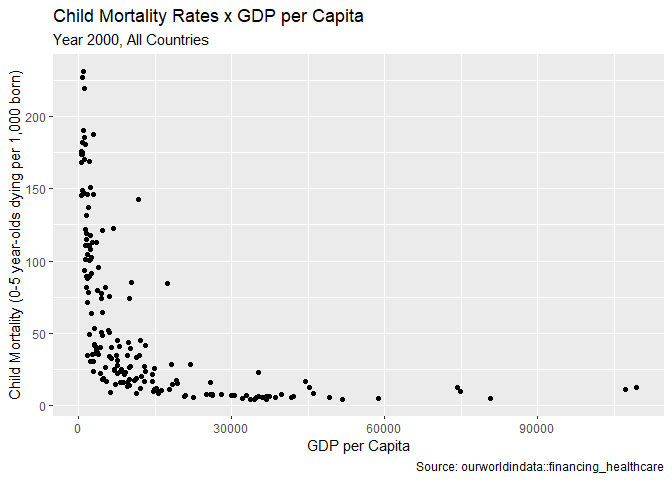 Child Mortality Rates x GDP per Capita
Year 2000, All Countries
Child Mortality (0-5 year-olds dying per 1,000 born)
200
150
100
50
0
0
30000
60000
90000
GDP per Capita
Source: ourworldindata::financing_healthcare